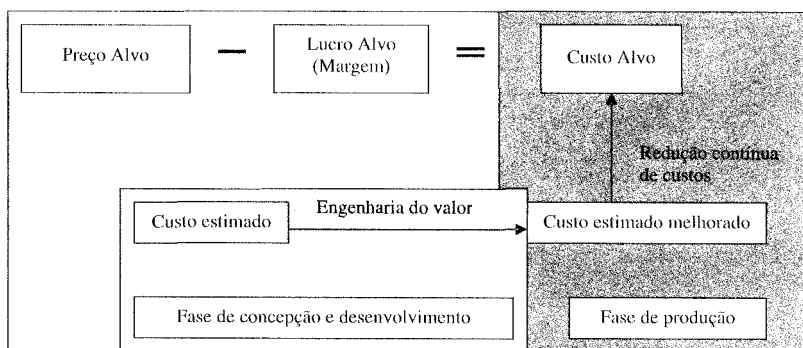 Preço Alvo
Lucro Alvo
(Margem)
Custo Alvo
Redução contínua
de custos
Custo estimado
Engenharia do valor
Custo estimado melhorado
Fase de concepção e desenvolvimento
Fase de produção